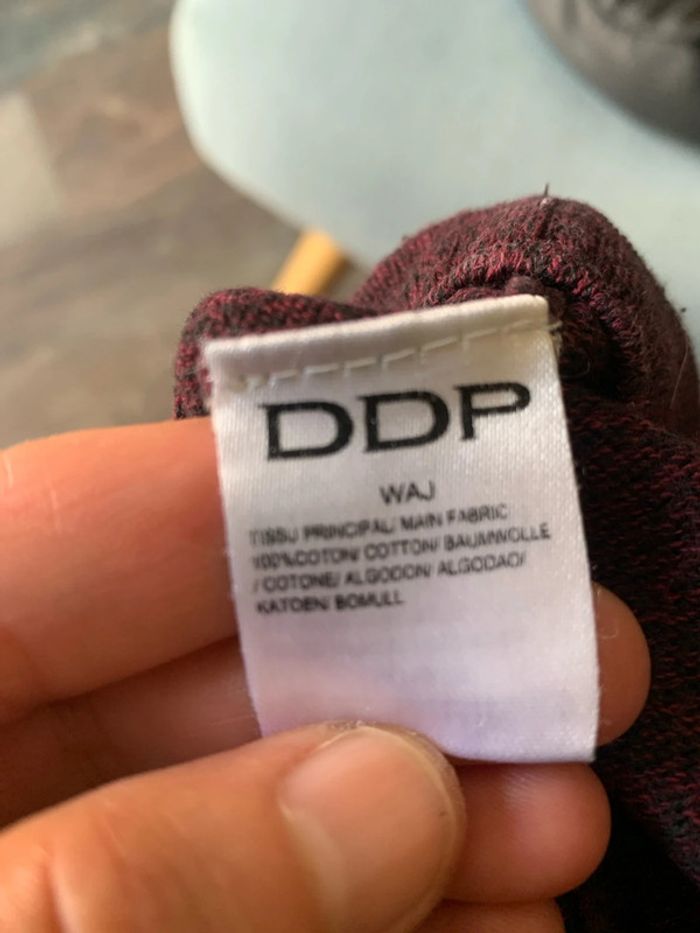 DDP
WAJ
TISSU PRINCIPAL/ MAIN FABRIC
100%COTON/ COTTON/ BAUMWOLLE
/ COTONE/ ALGODON/ ALGODAO/
KATOEN/ BOMULL